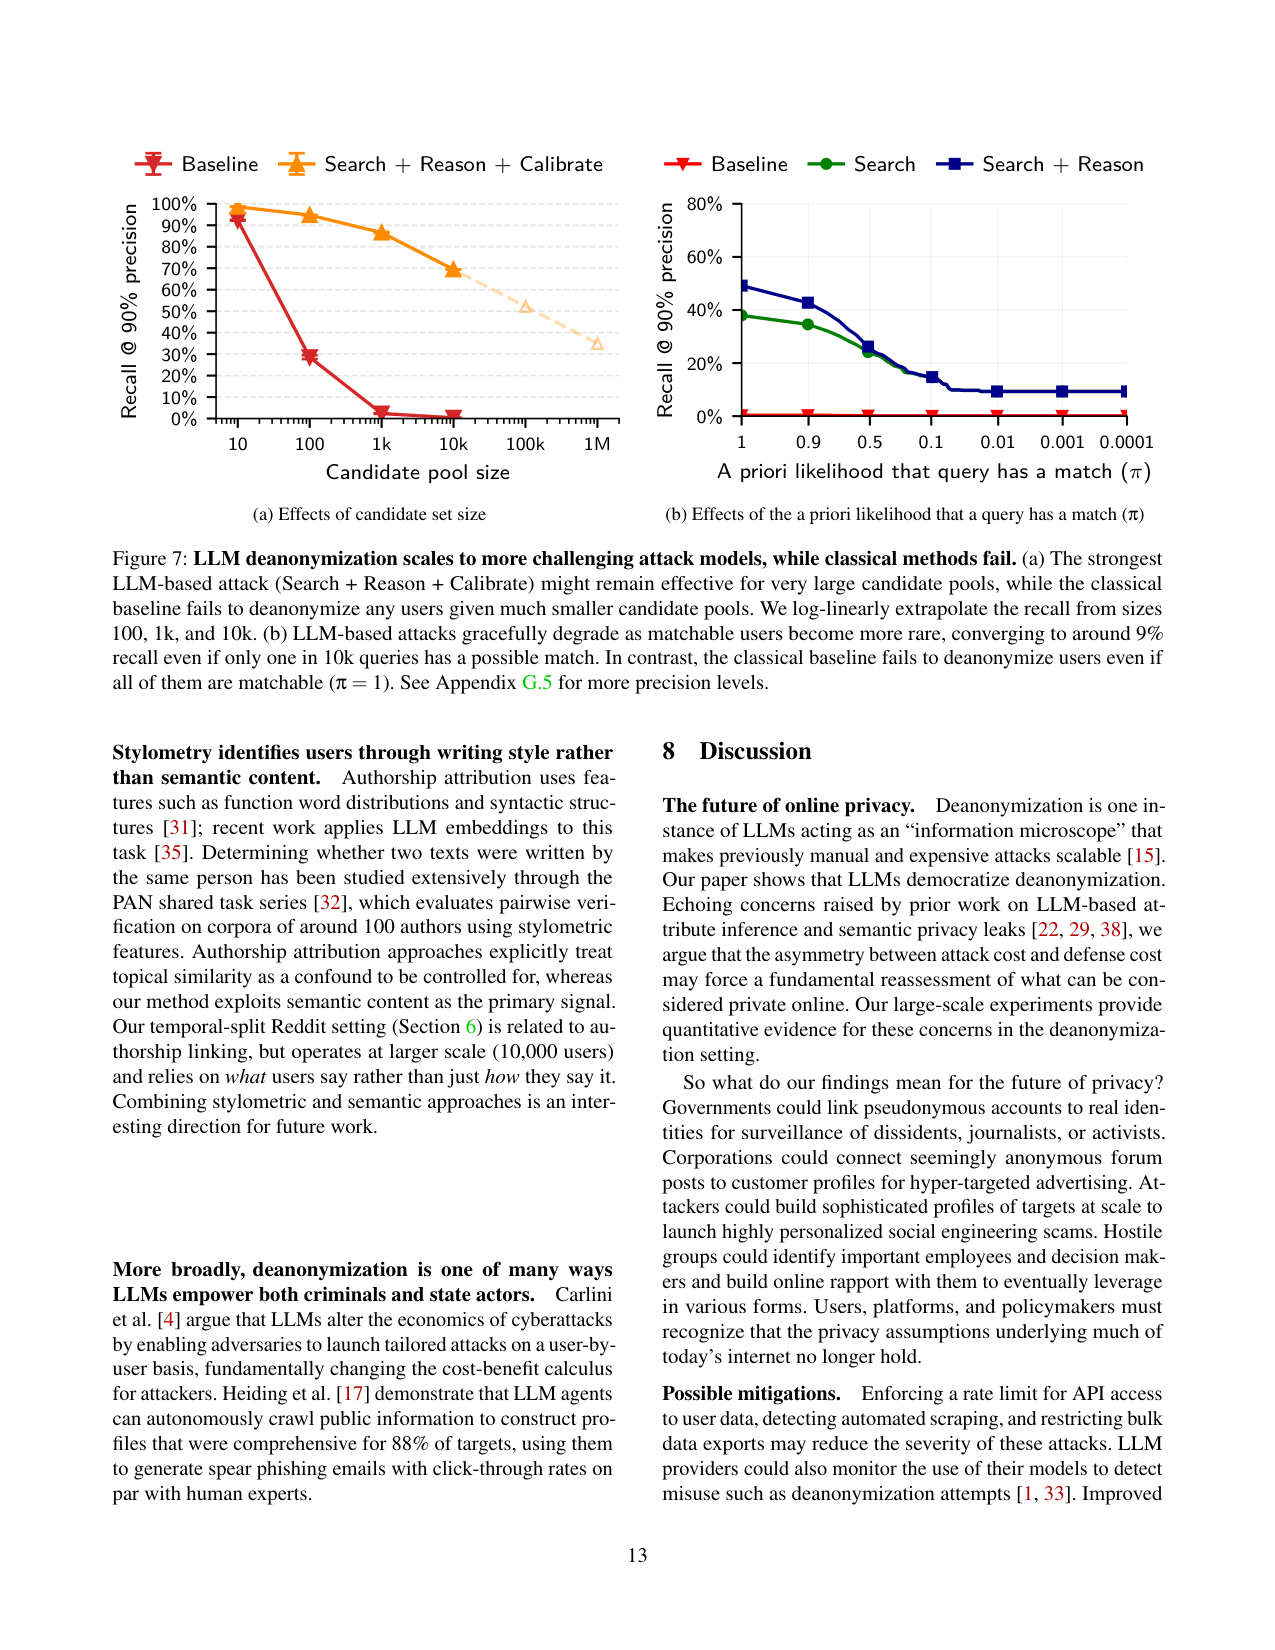 Baseline Search + Reason + Calibrate
100%
90%
80%
70%
60%
50%
40%
30%
20%
10%
0%
Recall @ 90% precision
10 100 1k 10k 100k 1M
Candidate pool size
(a) Effects of candidate set size
Baseline Search Search + Reason
80%
60%
40%
20%
0%
Recall @ 90% precision
1 0.9 0.5 0.1 0.01 0.001 0.0001
A priori likelihood that query has a match (π)
(b) Effects of the a priori likelihood that a query has a match (π)
Figure 7: LLM deanonymization scales to more challenging attack models, while classical methods fail. (a) The strongest
LLM-based attack (Search + Reason + Calibrate) might remain effective for very large candidate pools, while the classical
baseline fails to deanonymize any users given much smaller candidate pools. We log-linearly extrapolate the recall from sizes
100, 1k, and 10k. (b) LLM-based attacks gracefully degrade as matchable users become more rare, converging to around 9%
recall even if only one in 10k queries has a possible match. In contrast, the classical baseline fails to deanonymize users even if
all of them are matchable (π = 1). See Appendix G.5 for more precision levels.
Stylometry identifies users through writing style rather
than semantic content. Authorship attribution uses fea-
tures such as function word distributions and syntactic struc-
tures [31]; recent work applies LLM embeddings to this
task [35]. Determining whether two texts were written by
the same person has been studied extensively through the
PAN shared task series [32], which evaluates pairwise veri-
fication on corpora of around 100 authors using stylometric
features. Authorship attribution approaches explicitly treat
topical similarity as a confound to be controlled for, whereas
our method exploits semantic content as the primary signal.
Our temporal-split Reddit setting (Section 6) is related to au-
thorship linking, but operates at larger scale (10,000 users)
and relies on what users say rather than just how they say it.
Combining stylometric and semantic approaches is an inter-
esting direction for future work.
More broadly, deanonymization is one of many ways
LLMs empower both criminals and state actors. Carlini
et al. [4] argue that LLMs alter the economics of cyberattacks
by enabling adversaries to launch tailored attacks on a user-by-
user basis, fundamentally changing the cost-benefit calculus
for attackers. Heiding et al. [17] demonstrate that LLM agents
can autonomously crawl public information to construct pro-
files that were comprehensive for 88% of targets, using them
to generate spear phishing emails with click-through rates on
par with human experts.
8 Discussion
The future of online privacy. Deanonymization is one in-
stance of LLMs acting as an “information microscope” that
makes previously manual and expensive attacks scalable [15].
Our paper shows that LLMs democratize deanonymization.
Echoing concerns raised by prior work on LLM-based at-
tribute inference and semantic privacy leaks [22, 29, 38], we
argue that the asymmetry between attack cost and defense cost
may force a fundamental reassessment of what can be con-
sidered private online. Our large-scale experiments provide
quantitative evidence for these concerns in the deanonymiza-
tion setting.
So what do our findings mean for the future of privacy?
Governments could link pseudonymous accounts to real iden-
tities for surveillance of dissidents, journalists, or activists.
Corporations could connect seemingly anonymous forum
posts to customer profiles for hyper-targeted advertising. At-
tackers could build sophisticated profiles of targets at scale to
launch highly personalized social engineering scams. Hostile
groups could identify important employees and decision mak-
ers and build online rapport with them to eventually leverage
in various forms. Users, platforms, and policymakers must
recognize that the privacy assumptions underlying much of
today’s internet no longer hold.
Possible mitigations. Enforcing a rate limit for API access
to user data, detecting automated scraping, and restricting bulk
data exports may reduce the severity of these attacks. LLM
providers could also monitor the use of their models to detect
misuse such as deanonymization attempts [1, 33]. Improved
13